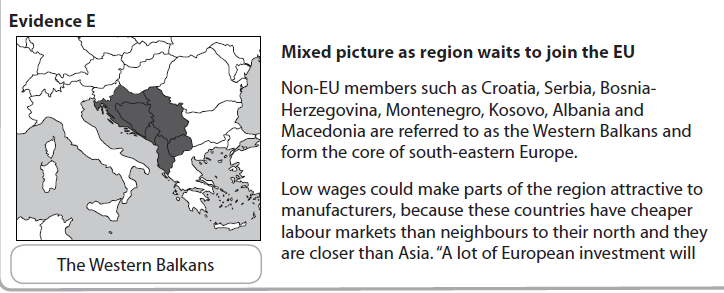 Evidence E
Mixed picture as region waits to join the EU
Non-EU members such as Croatia, Serbia, Bosnia-
Herzegovina, Montenegro, Kosovo, Albania and
Macedonia are referred to as the Western Balkans and
form the core of south-eastern Europe.
Low wages could make parts of the region attractive to
manufacturers, because these countries have cheaper
labour markets than neighbours to their north and they
are closer than Asia. “A lot of European investment will
The Western Balkans